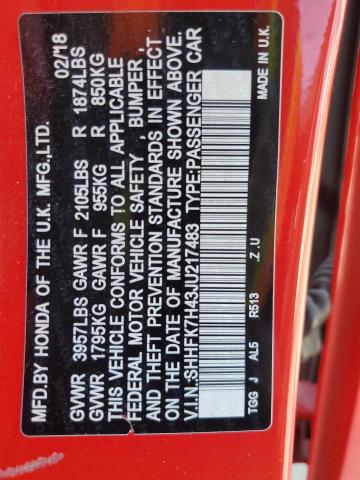 MFD.BY HONDA OF THE U.K. MFG.,LTD. 02/18
GVWR 3957LBS GAWR F 2105LBS R 1874LBS
GVWR 1795KG GAWR F 955KG R 850KG
THIS VEHICLE CONFORMS TO ALL APPLICABLE
FEDERAL MOTOR VEHICLE SAFETY , BUMPER , AND THEFT PREVENTION STANDARDS IN EFFECT
ON THE DATE OF MANUFACTURE SHOWN ABOVE.
V.I.N.:SHHFK7H43JU217483 TYPE:PASSENGER CAR
MADE IN U.K.
TGG J AL5 R513 .Z.U